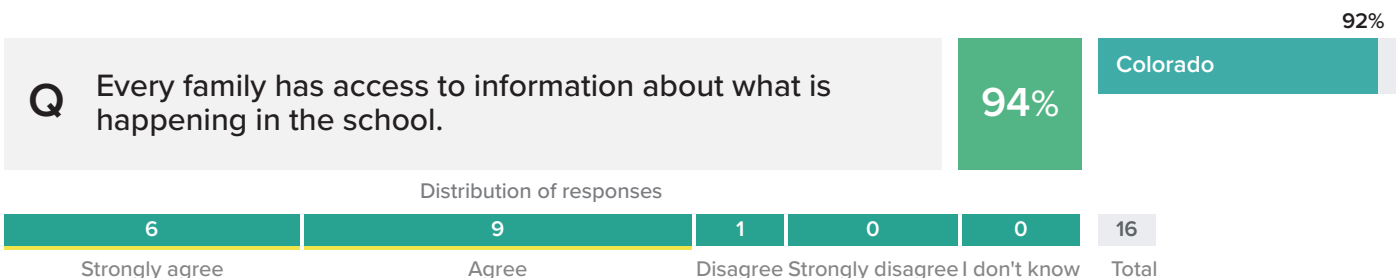 92%
Q
Every family has access to information about what is
happening in the school.
94%
Colorado
Distribution of responses
6 9 1 0 0 16
Strongly agree Agree Disagree Strongly disagree I don't know Total